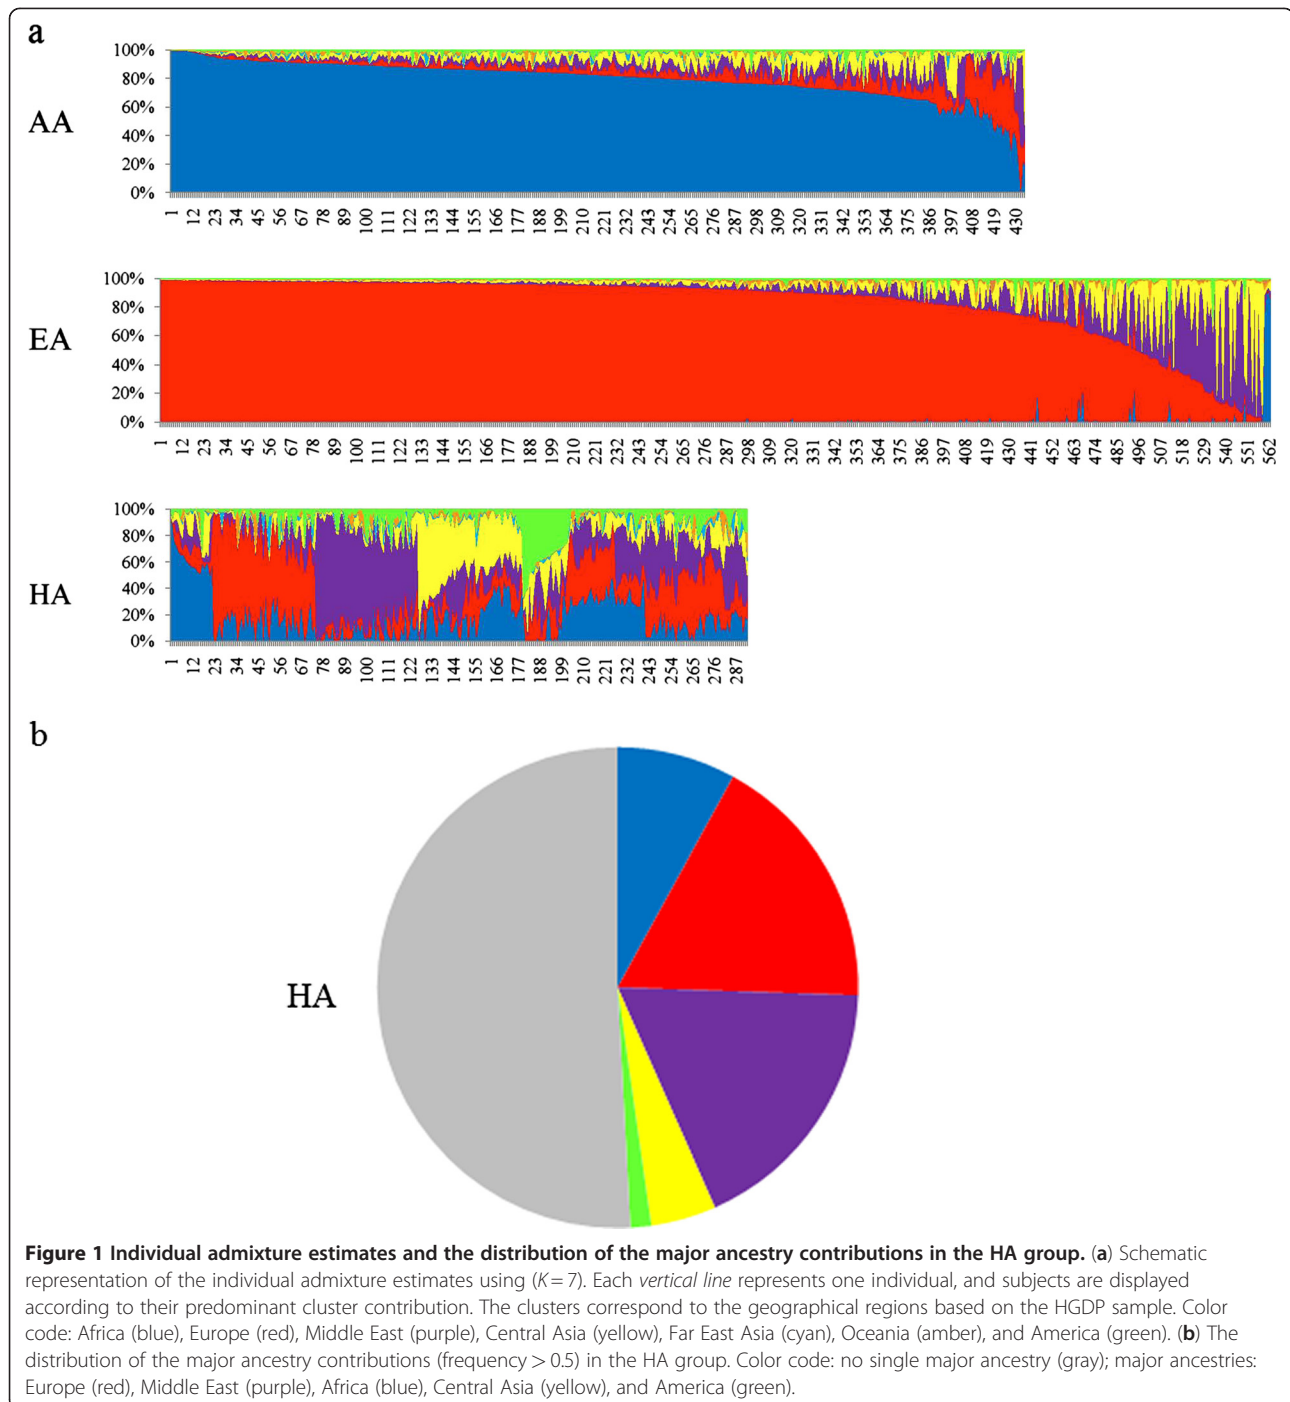 a
AA
100%
80%
60%
40%
20%
0%
1 12 23 34 45 56 67 78 89 100 111 122 133 144 155 166 177 188 199 210 221 232 243 254 265 276 287 298 309 320 331 342 353 364 375 386 397 408 419 430
EA
100%
80%
60%
40%
20%
0%
1 12 23 34 45 56 67 78 89 100 111 122 133 144 155 166 177 188 199 210 221 232 243 254 265 276 287 298 309 320 331 342 353 364 375 386 397 408 419 430 441 452 463 474 485 496 507 518 529 540 551 562
HA
100%
80%
60%
40%
20%
0%
1 12 23 34 45 56 67 78 89 100 111 122 133 144 155 166 177 188 199 210 221 232 243 254 265 276 287
b
HA
Figure 1 Individual admixture estimates and the distribution of the major ancestry contributions in the HA group. (a) Schematic
representation of the individual admixture estimates using (K = 7). Each vertical line represents one individual, and subjects are displayed
according to their predominant cluster contribution. The clusters correspond to the geographical regions based on the HGDP sample. Color
code: Africa (blue), Europe (red), Middle East (purple), Central Asia (yellow), Far East Asia (cyan), Oceania (amber), and America (green). (b) The
distribution of the major ancestry contributions (frequency > 0.5) in the HA group. Color code: no single major ancestry (gray); major ancestries:
Europe (red), Middle East (purple), Africa (blue), Central Asia (yellow), and America (green).